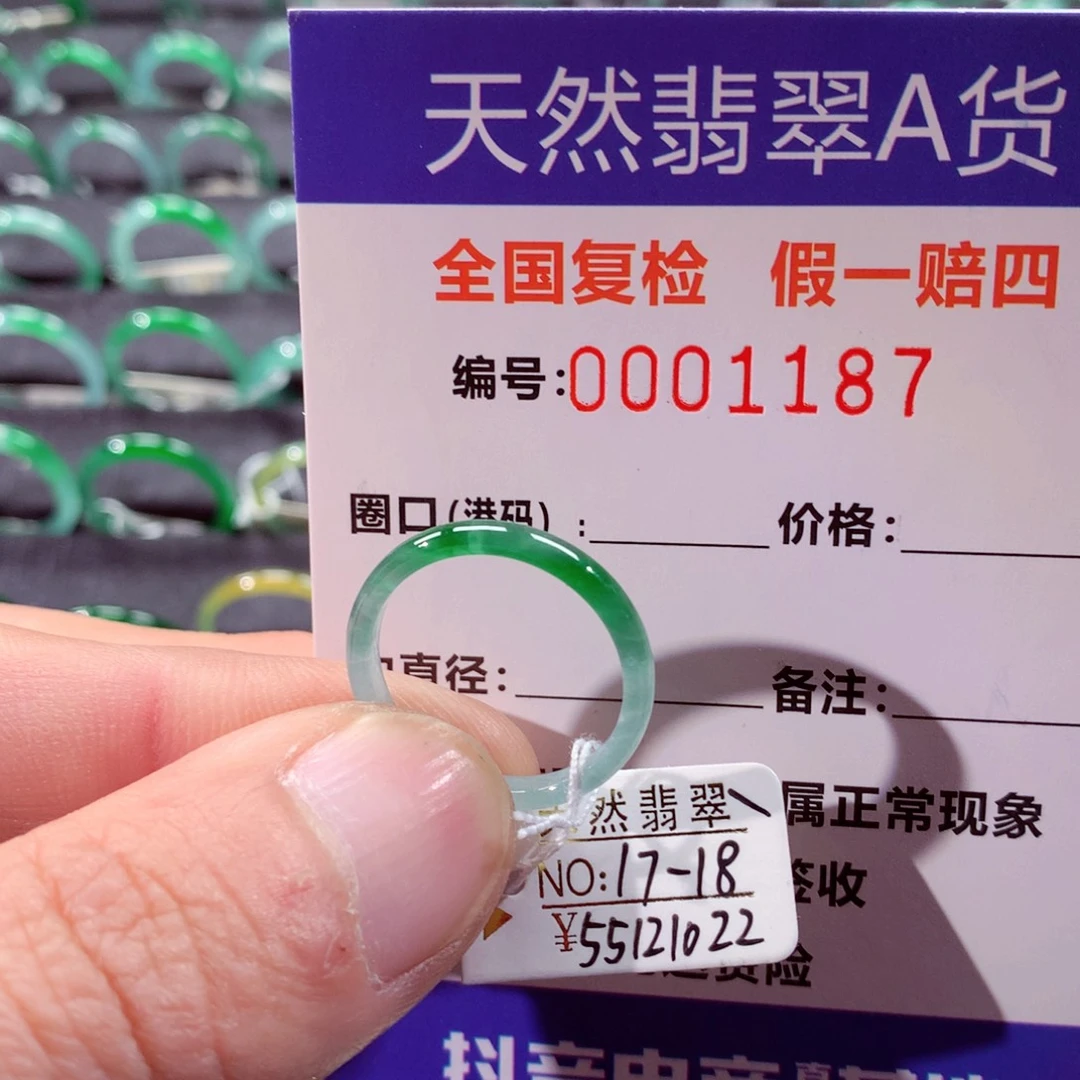 天然翡翠A货
全国复检 假一赔四
编号:0001187
圈口(港码):
价格:
直径:
备注:
属正常现象
签收
险
然翡翠
NO:17-18
¥55121022